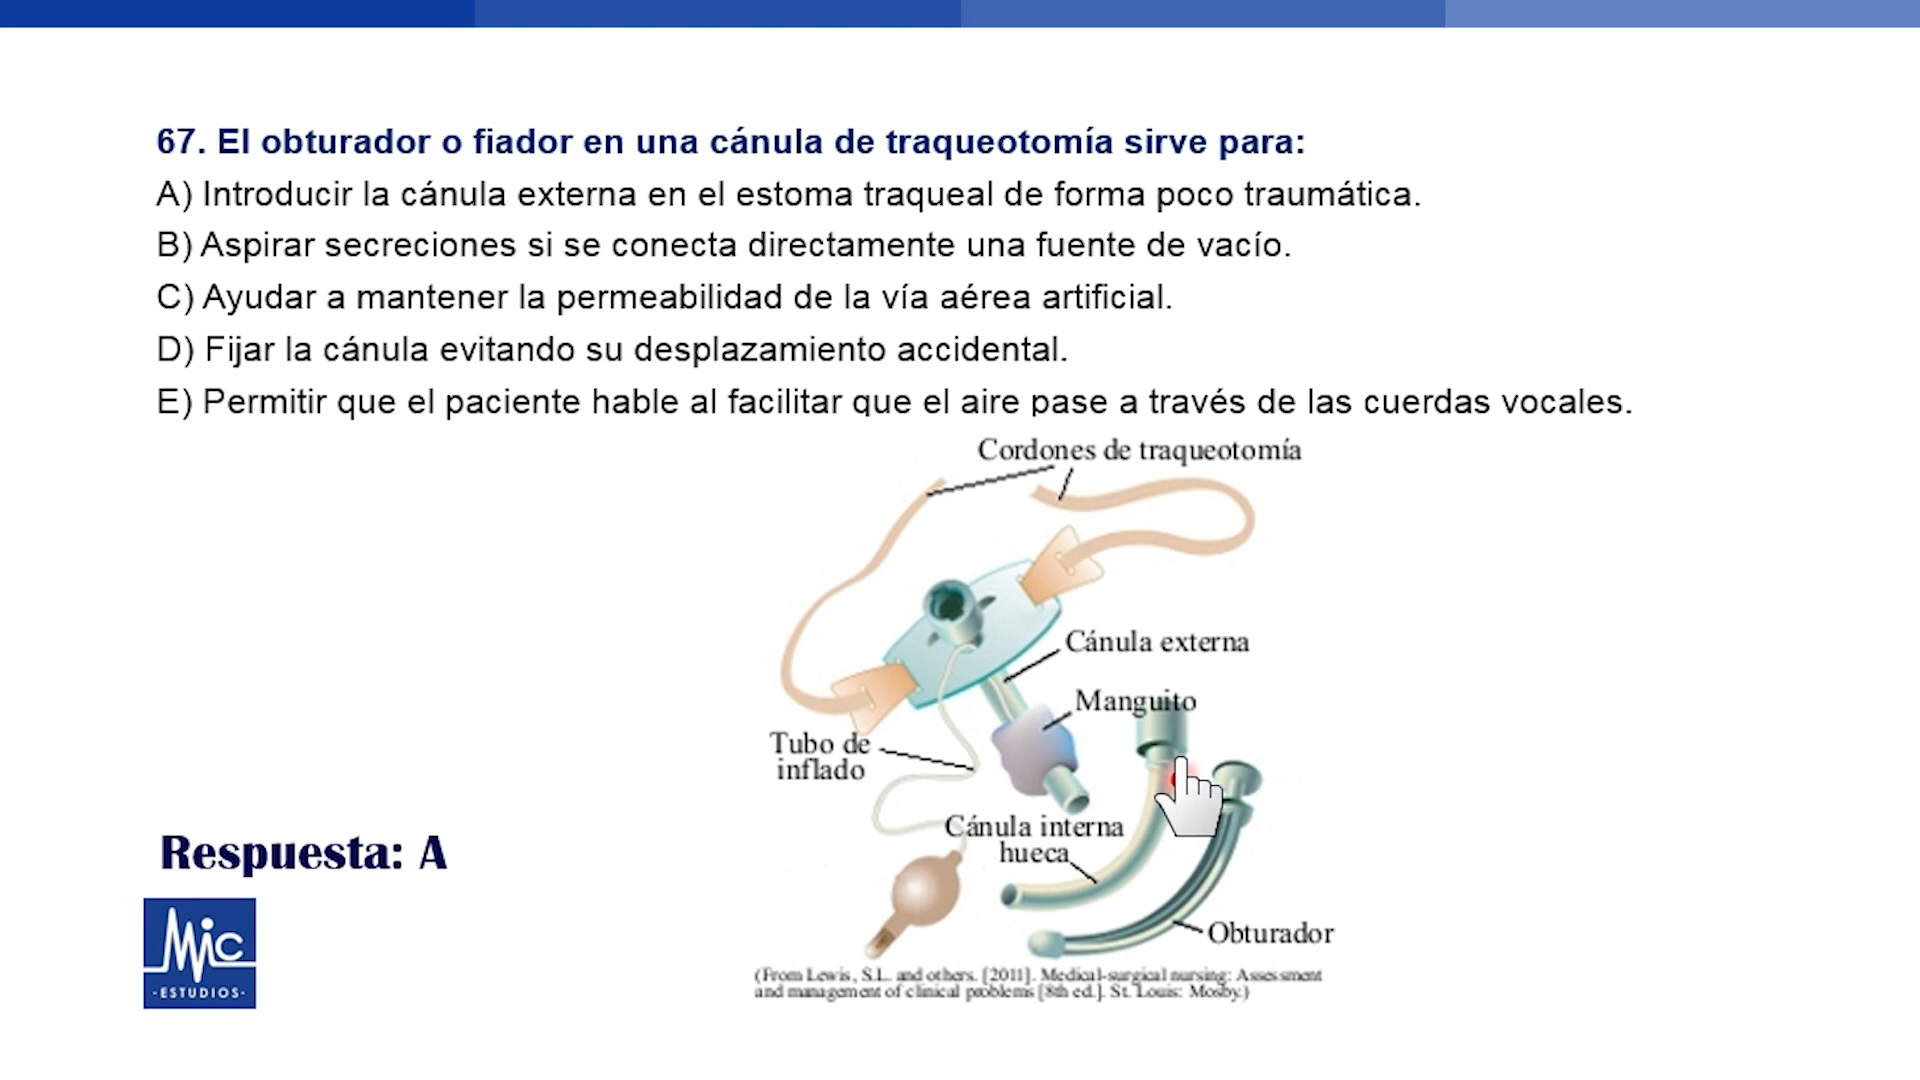 67. El obturador o fiador en una cánula de traqueotomía sirve para:
A) Introducir la cánula externa en el estoma traqueal de forma poco traumática.
B) Aspirar secreciones si se conecta directamente una fuente de vacío.
C) Ayudar a mantener la permeabilidad de la vía aérea artificial.
D) Fijar la cánula evitando su desplazamiento accidental.
E) Permitir que el paciente hable al facilitar que el aire pase a través de las cuerdas vocales.
Cordones de traqueotomía
Cánula externa
Manguito
Tubo de
inflado
Cánula interna
hueca
Obturador
(From Lewis, S.L. and others. [2011]. Medical-surgical nursing: Assessment
and management of clinical problems [8th ed.]. St. Louis: Mosby.)
Respuesta: A
Mic
·ESTUDIOS·